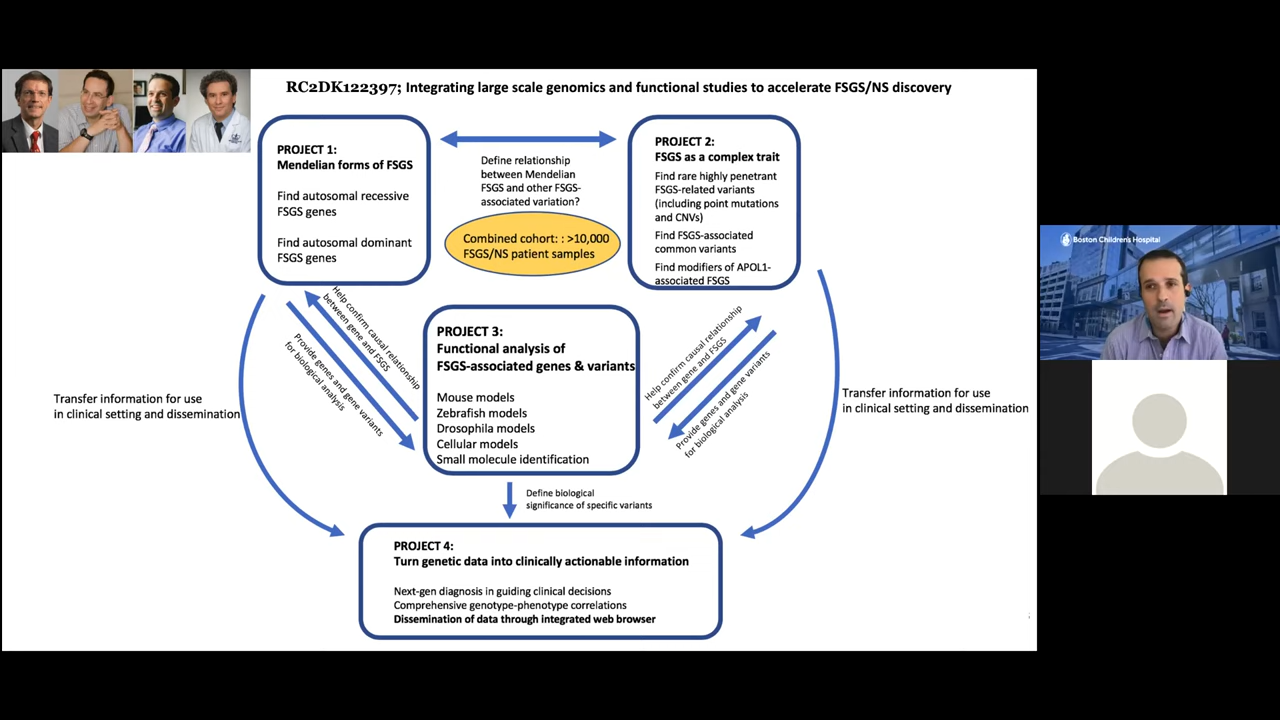 RC2DK122397; Integrating large scale genomics and functional studies to accelerate FSGS/NS discovery
PROJECT 1:
Mendelian forms of FSGS
Find autosomal recessive
FSGS genes
Find autosomal dominant
FSGS genes
Define relationship
between Mendelian
FSGS and other FSGS-
associated variation?
Combined cohort: : >10,000
FSGS/NS patient samples
PROJECT 2:
FSGS as a complex trait
Find rare highly penetrant
FSGS-related variants
(including point mutations
and CNVs)
Find FSGS-associated
common variants
Find modifiers of APOL1-
associated FSGS
Boston Children's Hospital
Help confirm causal relationship
between gene and FSGS
Provide genes and gene variants
for biological analysis
PROJECT 3:
Functional analysis of
FSGS-associated genes & variants
Mouse models
Zebrafish models
Drosophila models
Cellular models
Small molecule identification
Help confirm causal relationship
between gene and FSGS
Provide genes and gene variants
for biological analysis
Transfer information for use
in clinical setting and dissemination
Transfer information for use
in clinical setting and dissemination
Define biological
significance of specific variants
PROJECT 4:
Turn genetic data into clinically actionable information
Next-gen diagnosis in guiding clinical decisions
Comprehensive genotype-phenotype correlations
Dissemination of data through integrated web browser